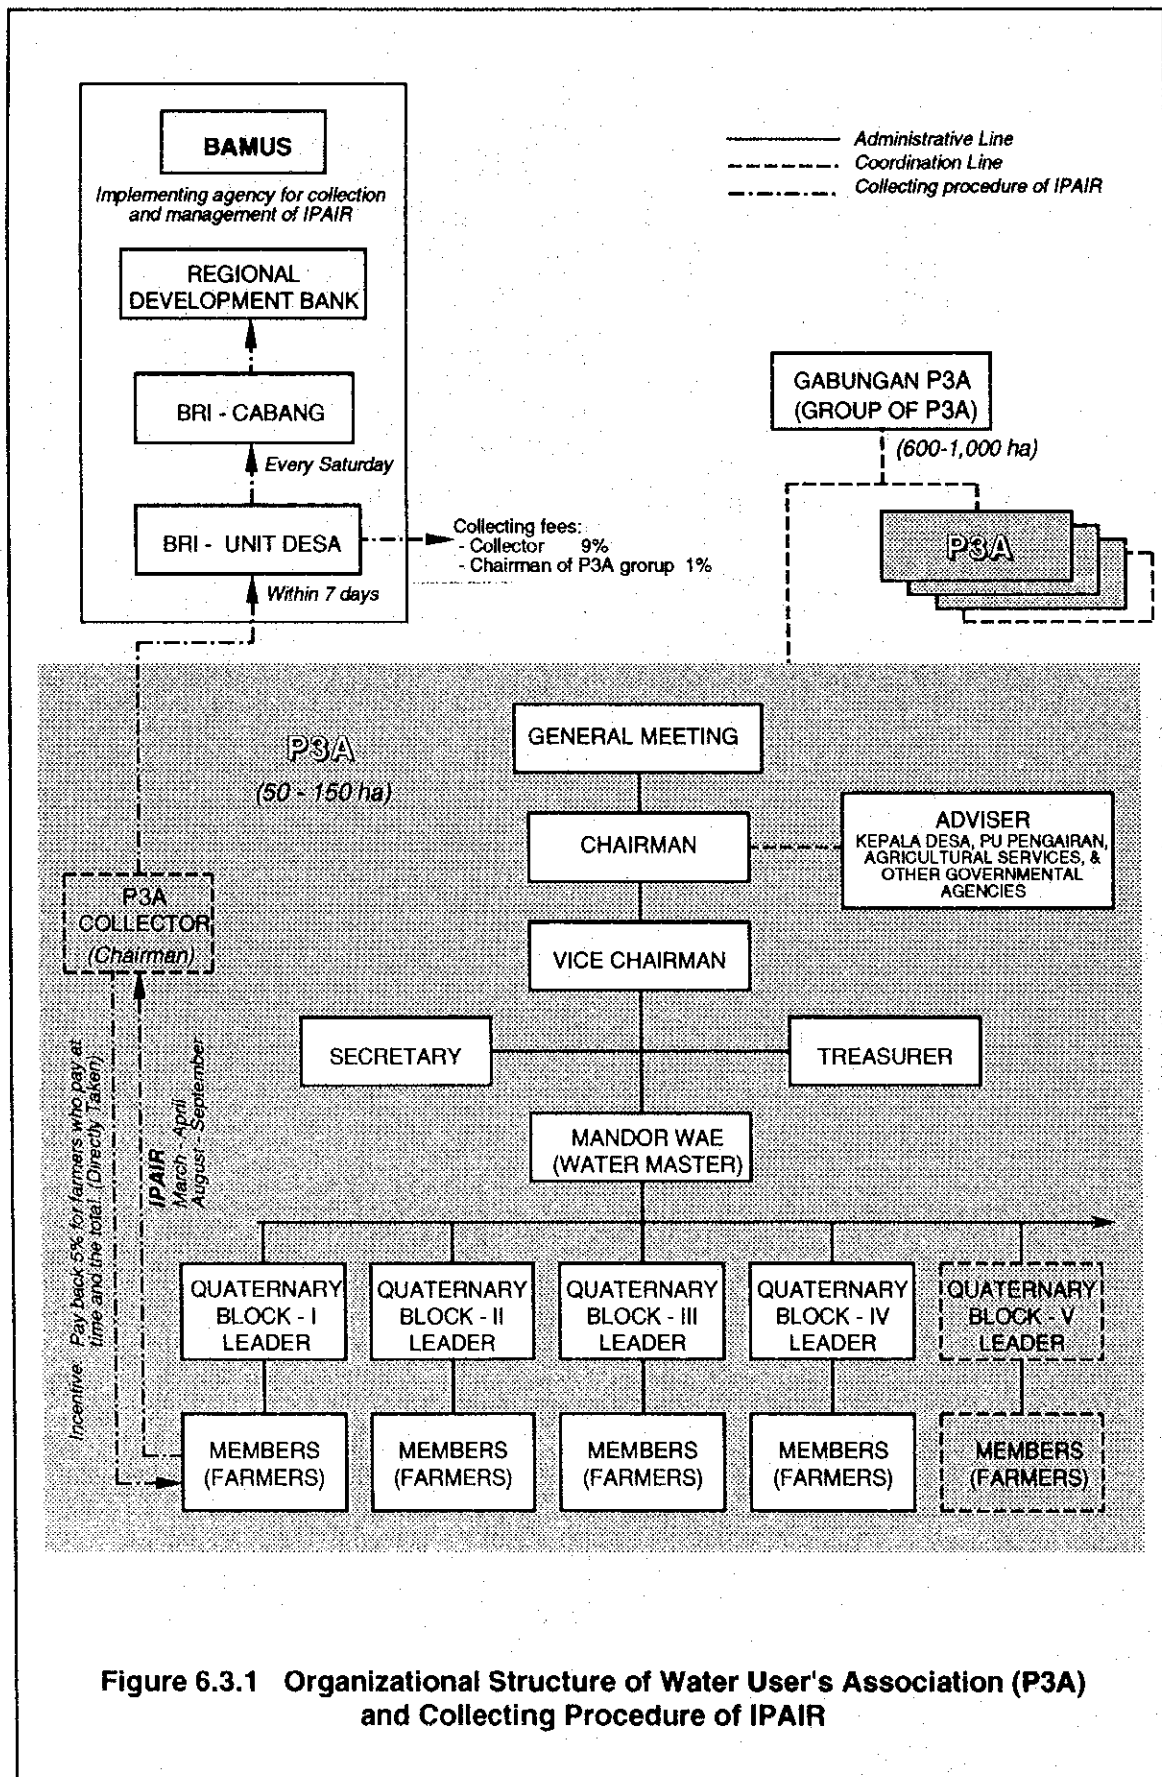 BAMUS
Implementing agency for collection
and management of IPAIR
REGIONAL
DEVELOPMENT BANK
BRI - CABANG
Every Saturday
BRI - UNIT DESA
Within 7 days
Collecting fees:
- Collector 9%
- Chairman of P3A grorup 1%
Administrative Line
Coordination Line
Collecting procedure of IPAIR
GABUNGAN P3A
(GROUP OF P3A)
(600-1,000 ha)
P3A
P3A
(50 - 150 ha)
GENERAL MEETING
CHAIRMAN
ADVISER
KEPALA DESA, PU PENGAIRAN,
AGRICULTURAL SERVICES, &
OTHER GOVERNMENTAL
AGENCIES
P3A
COLLECTOR
(Chairman)
VICE CHAIRMAN
SECRETARY
TREASURER
MANDOR WAE
(WATER MASTER)
Incentive Pay back 5% for farmers who pay at
time and the total. (Directly Taken)
IPAIR
March - April
August - September
QUATERNARY
BLOCK - I
LEADER
QUATERNARY
BLOCK - II
LEADER
QUATERNARY
BLOCK - III
LEADER
QUATERNARY
BLOCK - IV
LEADER
QUATERNARY
BLOCK - V
LEADER
MEMBERS
(FARMERS)
MEMBERS
(FARMERS)
MEMBERS
(FARMERS)
MEMBERS
(FARMERS)
MEMBERS
(FARMERS)
Figure 6.3.1 Organizational Structure of Water User's Association (P3A)
and Collecting Procedure of IPAIR